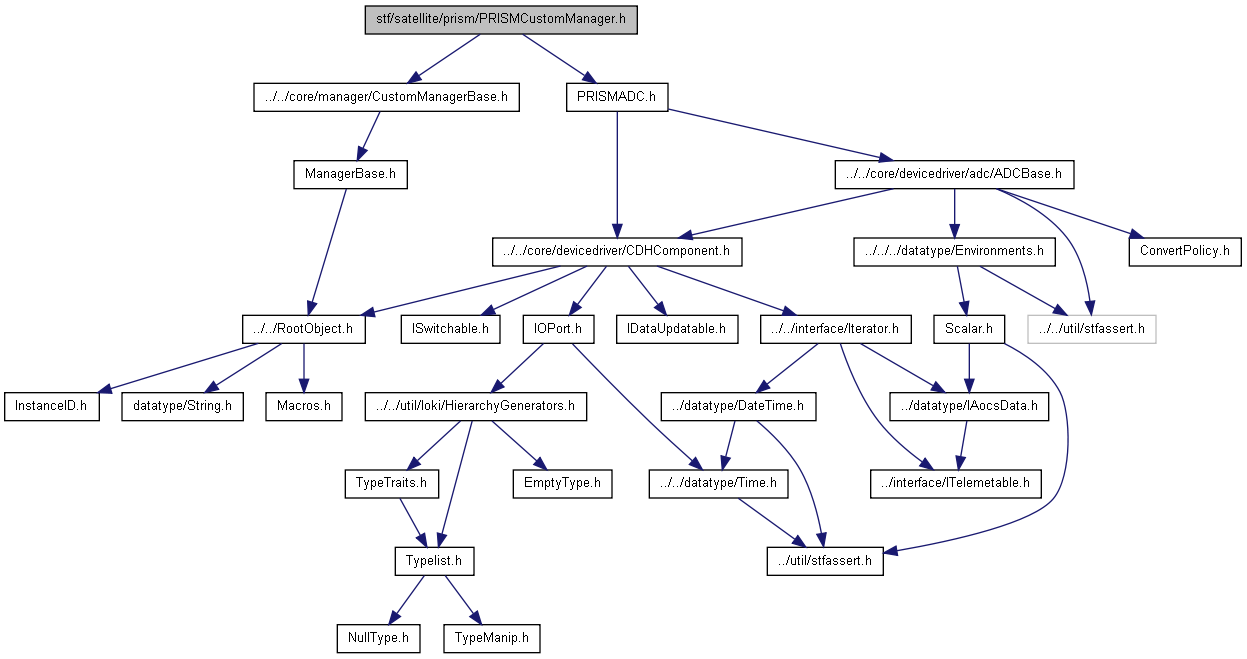 stf/satellite/prism/PRISMCustomManager.h
../../core/manager/CustomManagerBase.h
PRISMADC.h
ManagerBase.h
../../core/devicedriver/adc/ADCBase.h
../../core/devicedriver/CDHComponent.h
../../../datatype/Environments.h
ConvertPolicy.h
../../RootObject.h
ISwitchable.h
IOPort.h
IDataUpdatable.h
../../interface/Iterator.h
Scalar.h
../../util/stfassert.h
InstanceID.h
datatype/String.h
Macros.h
../../util/loki/HierarchyGenerators.h
../datatype/DateTime.h
../datatype/IAocsData.h
TypeTraits.h
EmptyType.h
../../datatype/Time.h
../interface/ITelemetable.h
Typelist.h
../util/stfassert.h
NullType.h
TypeManip.h